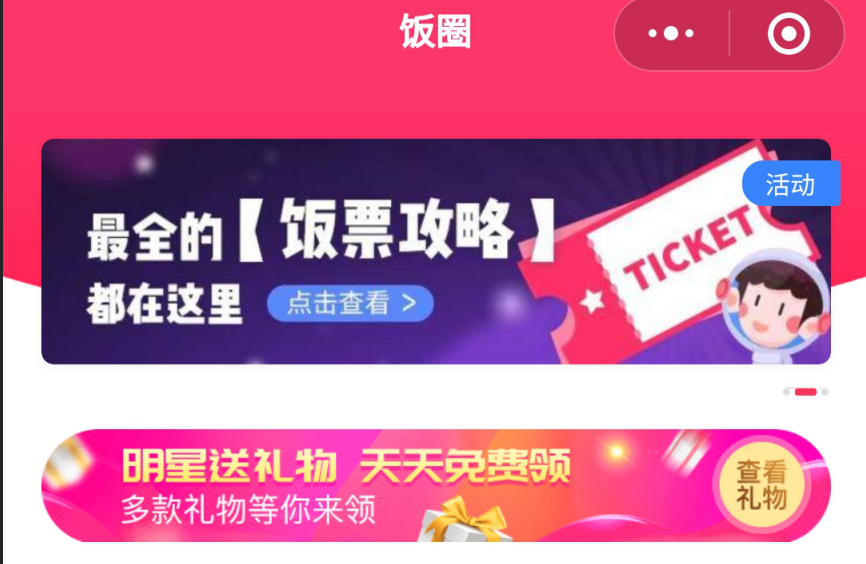 饭圈
活动
最全的【饭票攻略】
TICKET
都在这里 点击查看 >
明星送礼物 天天免费领
多款礼物等你来领
查看
礼物